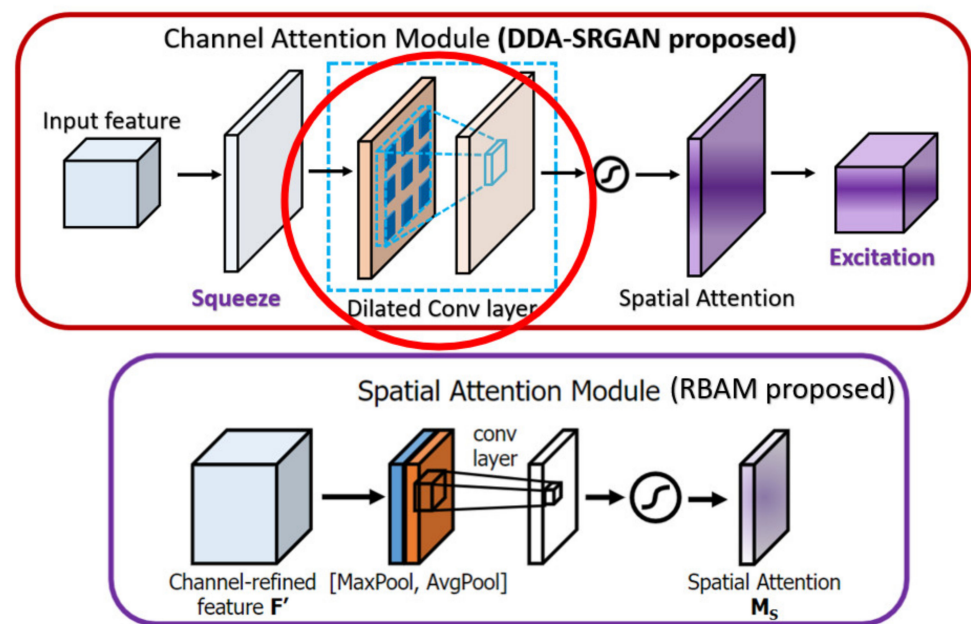 Channel Attention Module (DDA-SRGAN proposed)
Input feature
Squeeze
Dilated Conv layer
Spatial Attention
Excitation
Spatial Attention Module (RBAM proposed)
conv
layer
Channel-refined
feature F'
[MaxPool, AvgPool]
Spatial Attention
Ms